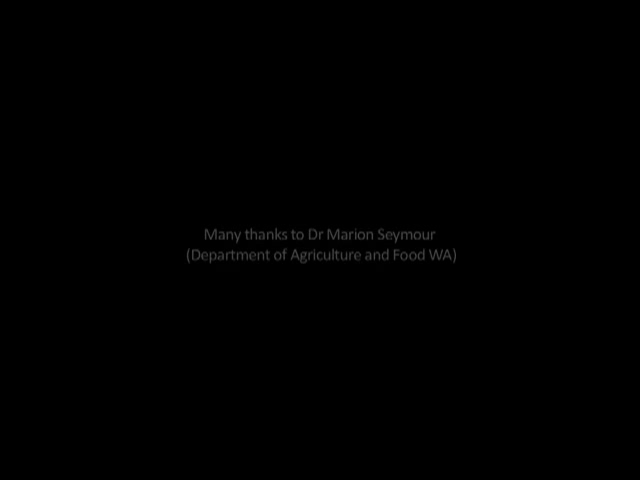 Many thanks to Dr Marion Seymour
(Department of Agriculture and Food WA)